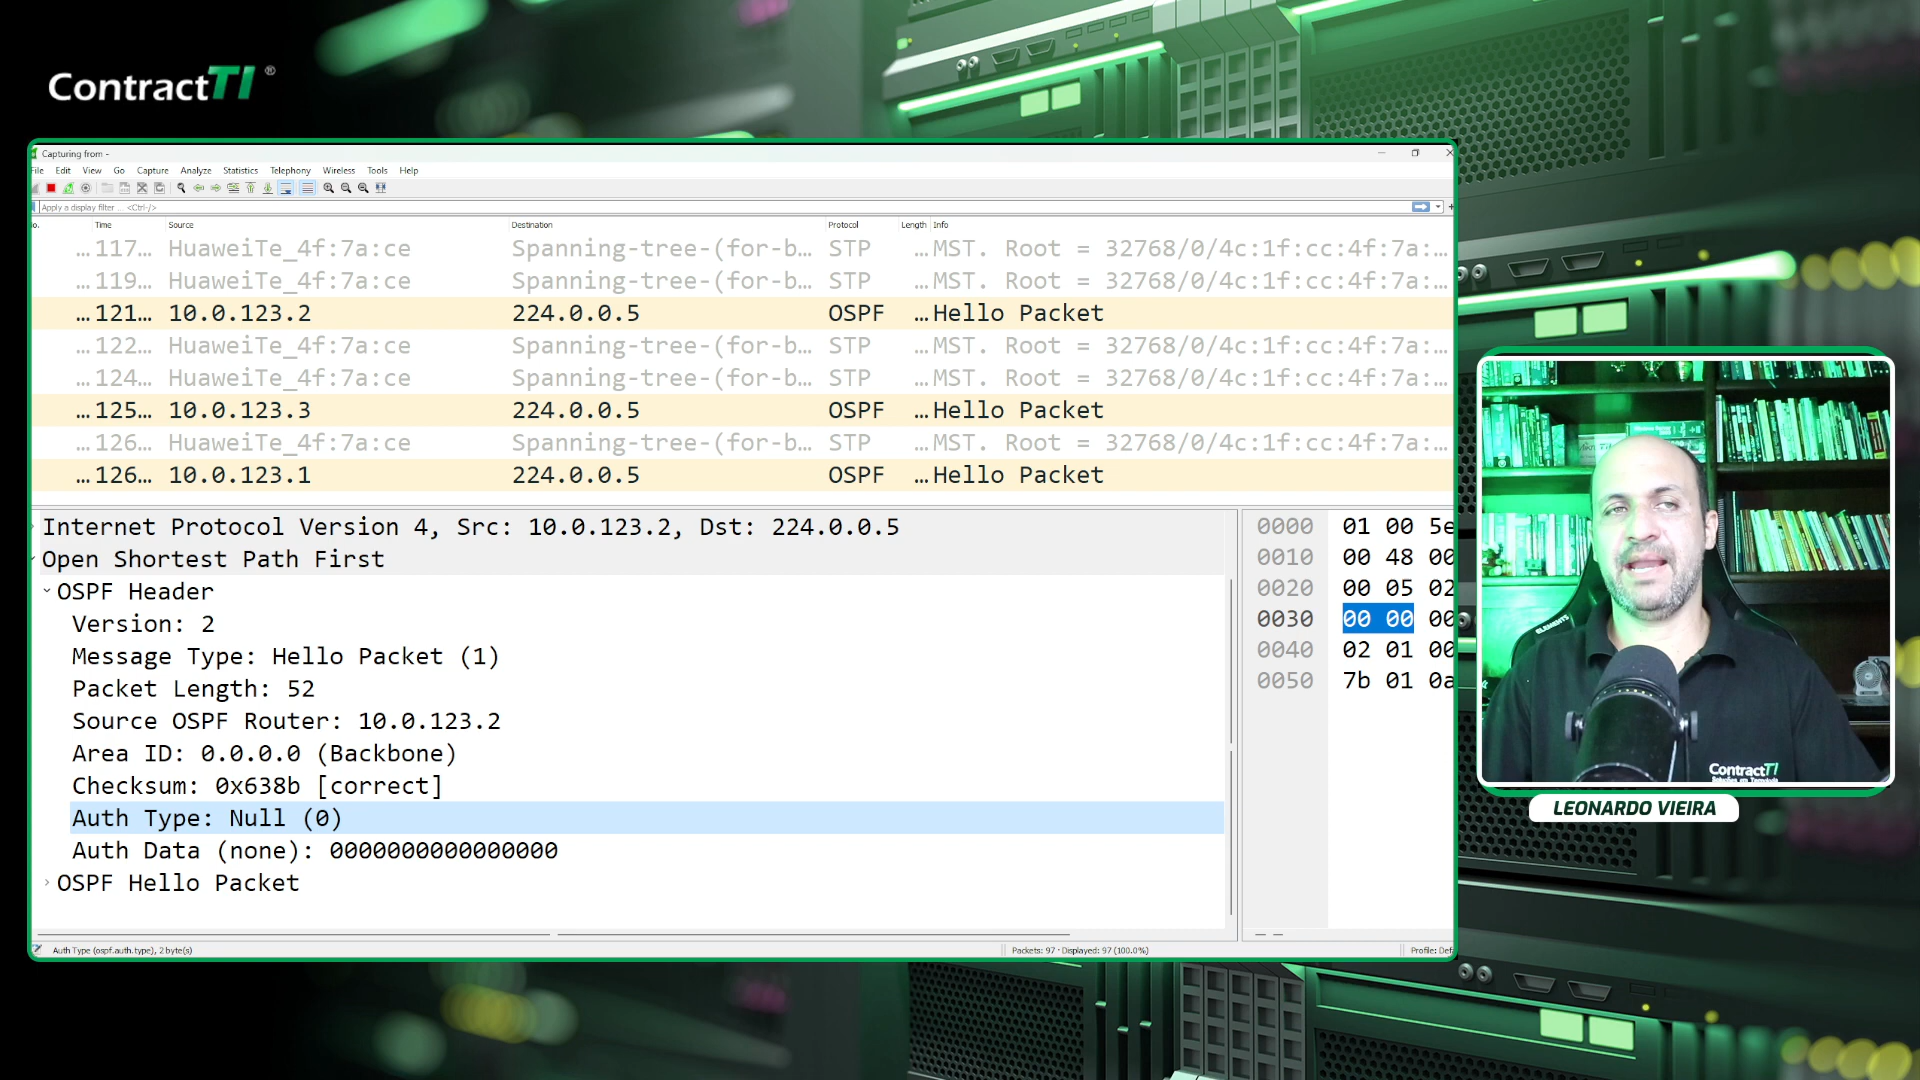 ContractTI ®
Capturing from -
File Edit View Go Capture Analyze Statistics Telephony Wireless Tools Help
Apply a display filter ... <Ctrl-/>
Time Source Destination Protocol Length Info
...117... HuaweiTe_4f:7a:ce Spanning-tree-(for-b... STP ...MST. Root = 32768/0/4c:1f:cc:4f:7a:...
...119... HuaweiTe_4f:7a:ce Spanning-tree-(for-b... STP ...MST. Root = 32768/0/4c:1f:cc:4f:7a:...
...121... 10.0.123.2 224.0.0.5 OSPF ...Hello Packet
...122... HuaweiTe_4f:7a:ce Spanning-tree-(for-b... STP ...MST. Root = 32768/0/4c:1f:cc:4f:7a:...
...124... HuaweiTe_4f:7a:ce Spanning-tree-(for-b... STP ...MST. Root = 32768/0/4c:1f:cc:4f:7a:...
...125... 10.0.123.3 224.0.0.5 OSPF ...Hello Packet
...126... HuaweiTe_4f:7a:ce Spanning-tree-(for-b... STP ...MST. Root = 32768/0/4c:1f:cc:4f:7a:...
...126... 10.0.123.1 224.0.0.5 OSPF ...Hello Packet
Internet Protocol Version 4, Src: 10.0.123.2, Dst: 224.0.0.5
Open Shortest Path First
OSPF Header
Version: 2
Message Type: Hello Packet (1)
Packet Length: 52
Source OSPF Router: 10.0.123.2
Area ID: 0.0.0.0 (Backbone)
Checksum: 0x638b [correct]
Auth Type: Null (0)
Auth Data (none): 0000000000000000
OSPF Hello Packet
0000 01 00 5e
0010 00 48 00
0020 00 05 02
0030 00 00 00
0040 02 01 00
0050 7b 01 0a
Auth Type (ospf.auth.type), 2 byte(s)
Packets: 97 · Displayed: 97 (100.0%)
Profile: Def
ELEMENTS
ContractTI
Soluções em Tecnologia
LEONARDO VIEIRA